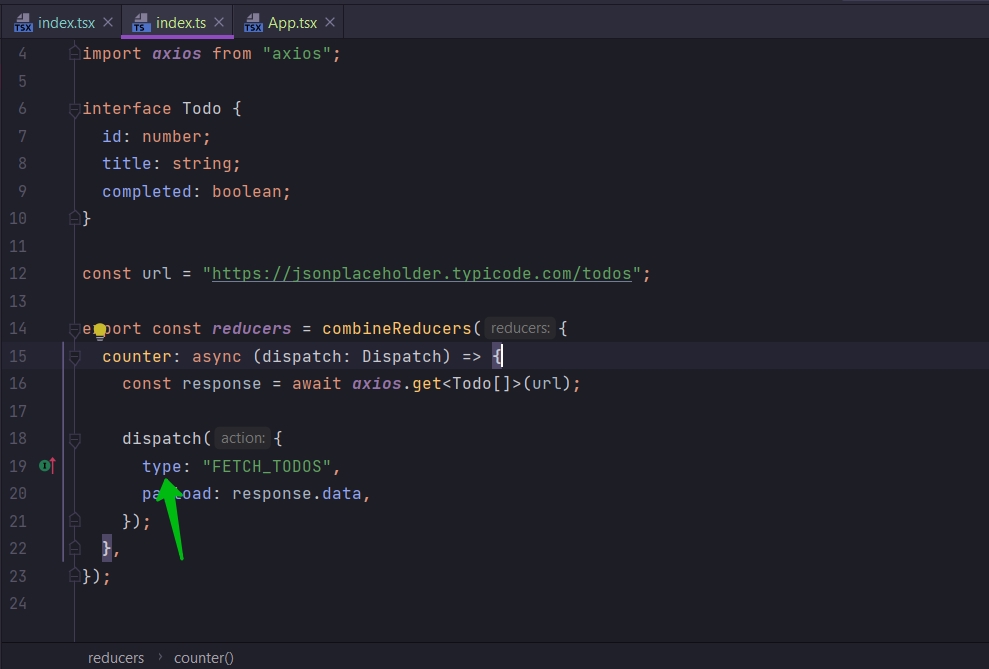 index.tsx index.ts App.tsx
4 import axios from "axios";
5
6 interface Todo {
7 id: number;
8 title: string;
9 completed: boolean;
10 }
11
12 const url = "https://jsonplaceholder.typicode.com/todos";
13
14 export const reducers = combineReducers( reducers: {
15 counter: async (dispatch: Dispatch) => {
16 const response = await axios.get<Todo[]>(url);
17
18 dispatch( action: {
19 type: "FETCH_TODOS",
20 payload: response.data,
21 });
22 },
23 });
24
reducers › counter()